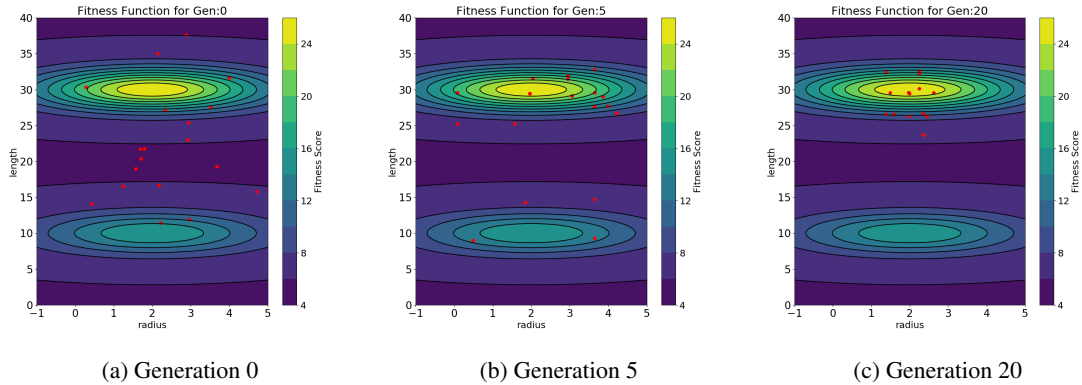 Fitness Function for Gen:0
40
35
30
25
20
15
10
5
0
length
−1 0 1 2 3 4 5
radius
24
20
16
12
8
4
Fitness Score
(a) Generation 0
Fitness Function for Gen:5
40
35
30
25
20
15
10
5
0
length
−1 0 1 2 3 4 5
radius
24
20
16
12
8
4
Fitness Score
(b) Generation 5
Fitness Function for Gen:20
40
35
30
25
20
15
10
5
0
length
−1 0 1 2 3 4 5
radius
24
20
16
12
8
4
Fitness Score
(c) Generation 20